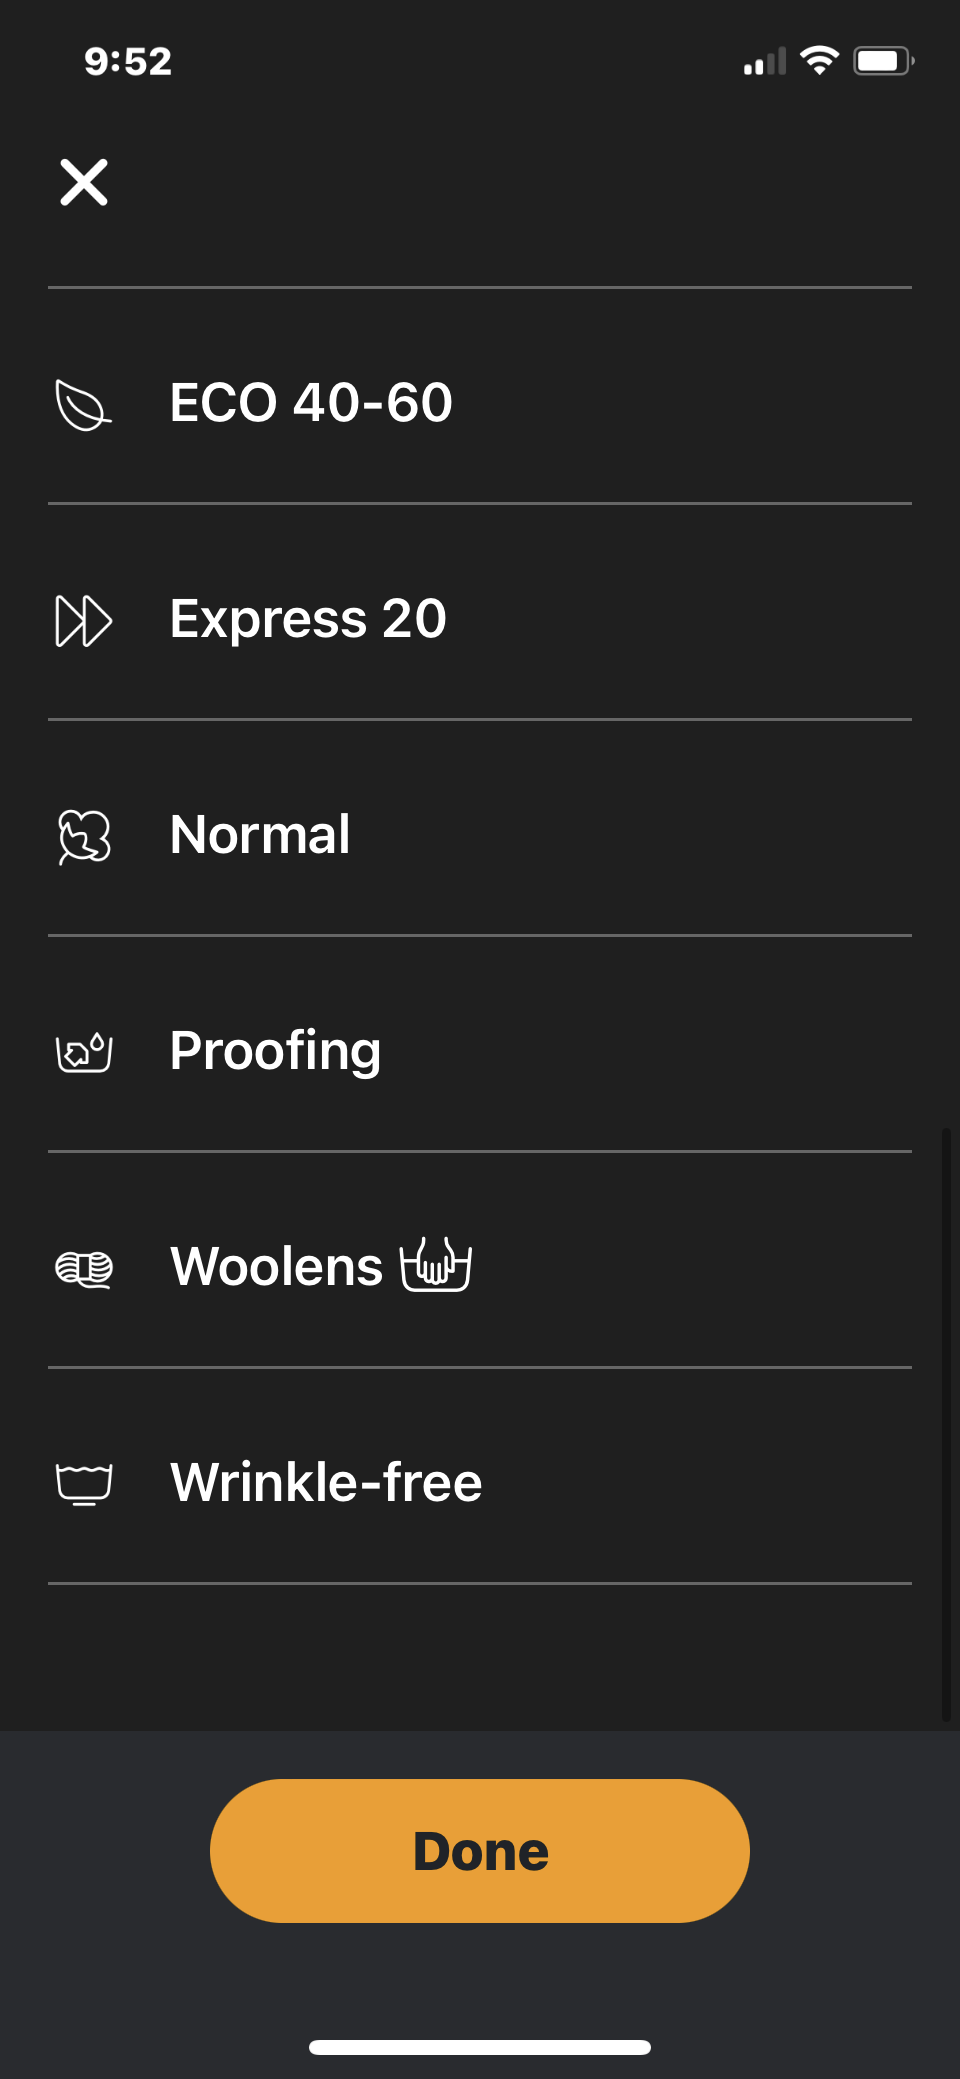 9:52
ECO 40-60
Express 20
Normal
Proofing
Woolens
Wrinkle-free
Done